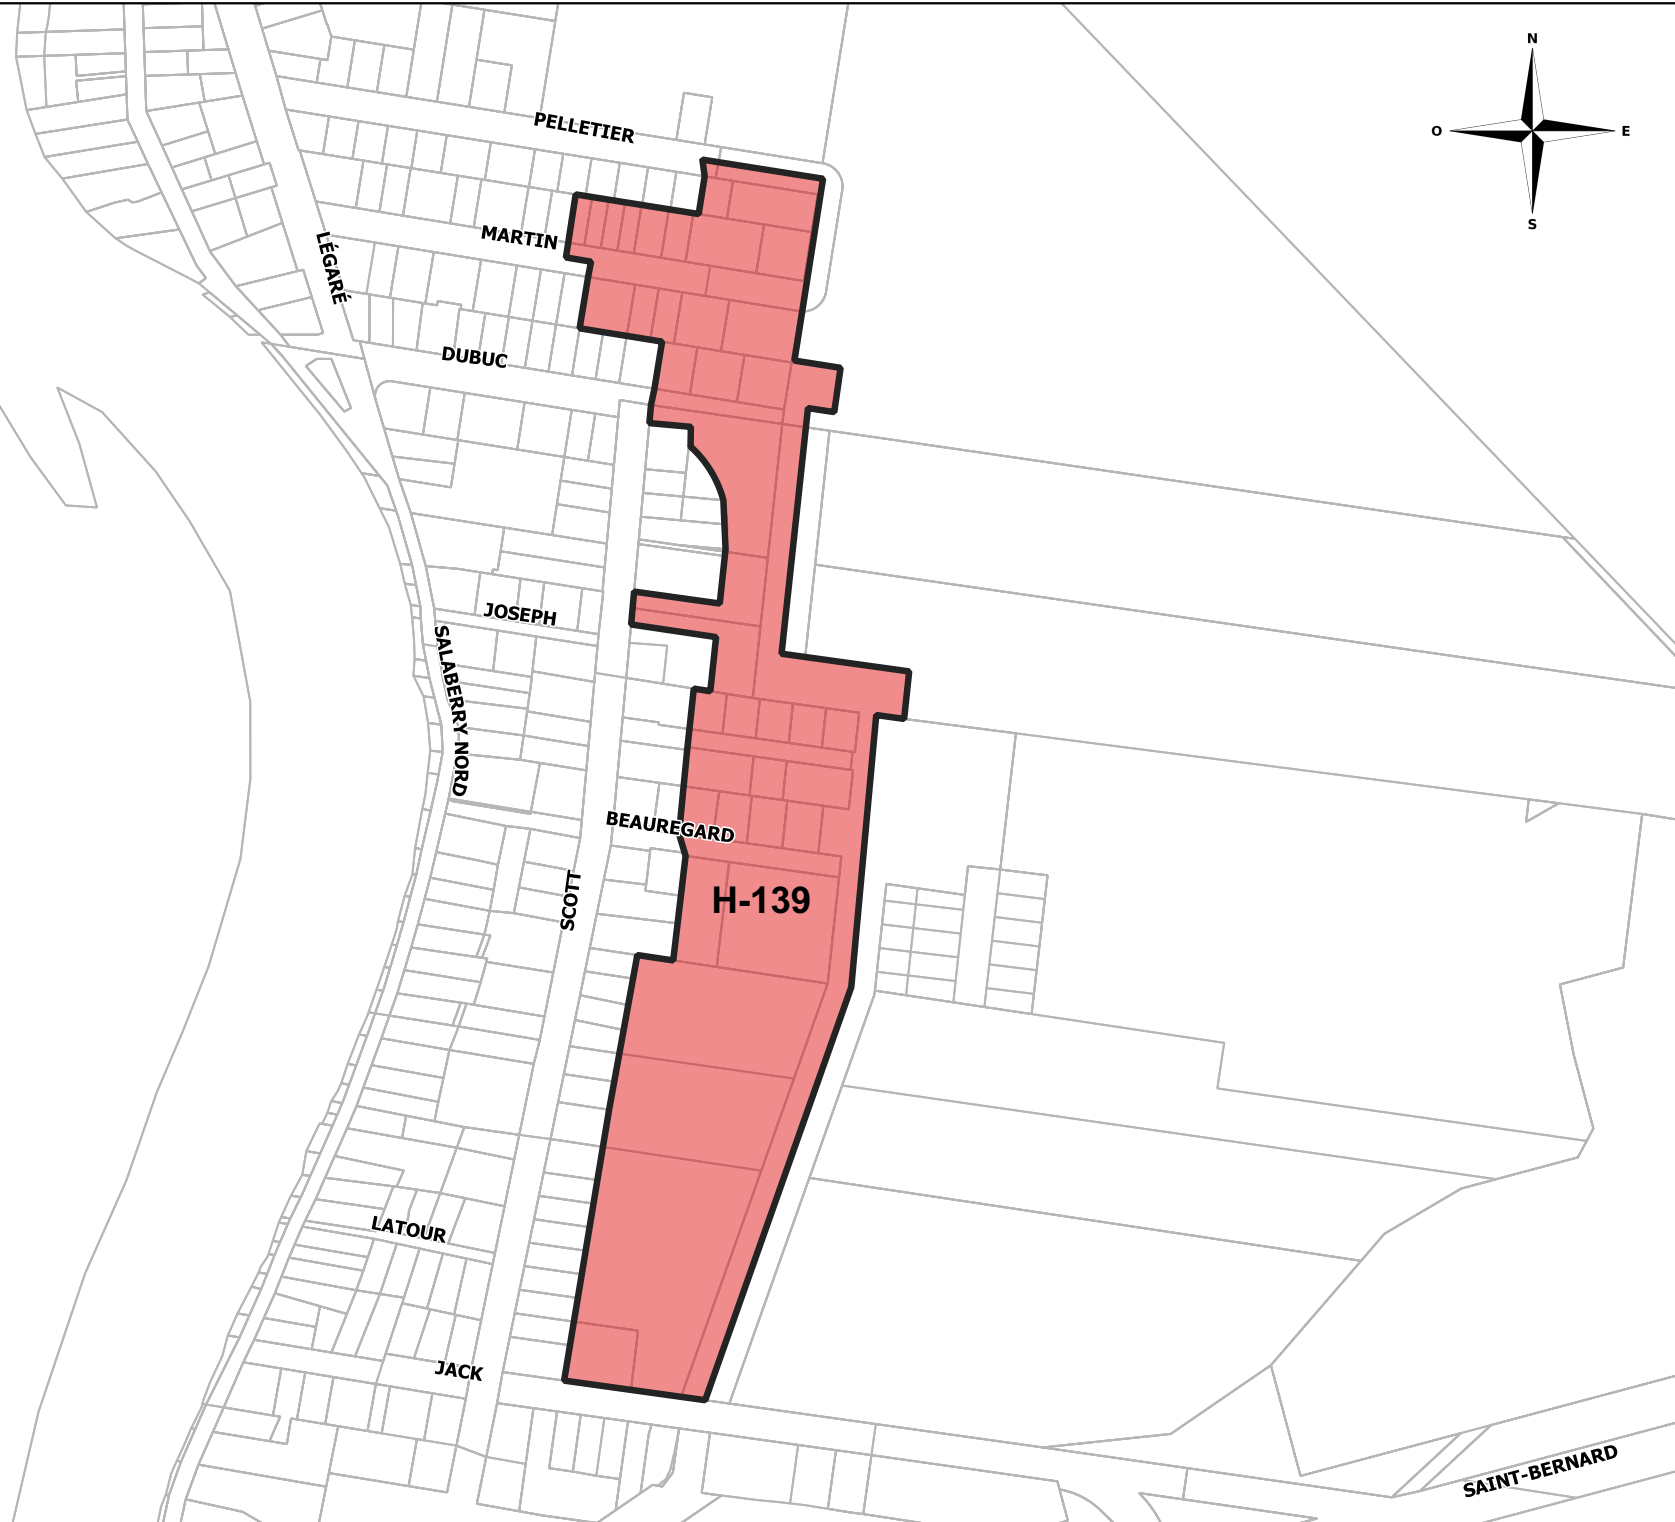 N
O
E
S
PELLETIER
MARTIN
LÉGARÉ
DUBUC
JOSEPH
SALABERRY NORD
BEAUREGARD
SCOTT
H-139
LATOUR
JACK
SAINT-BERNARD